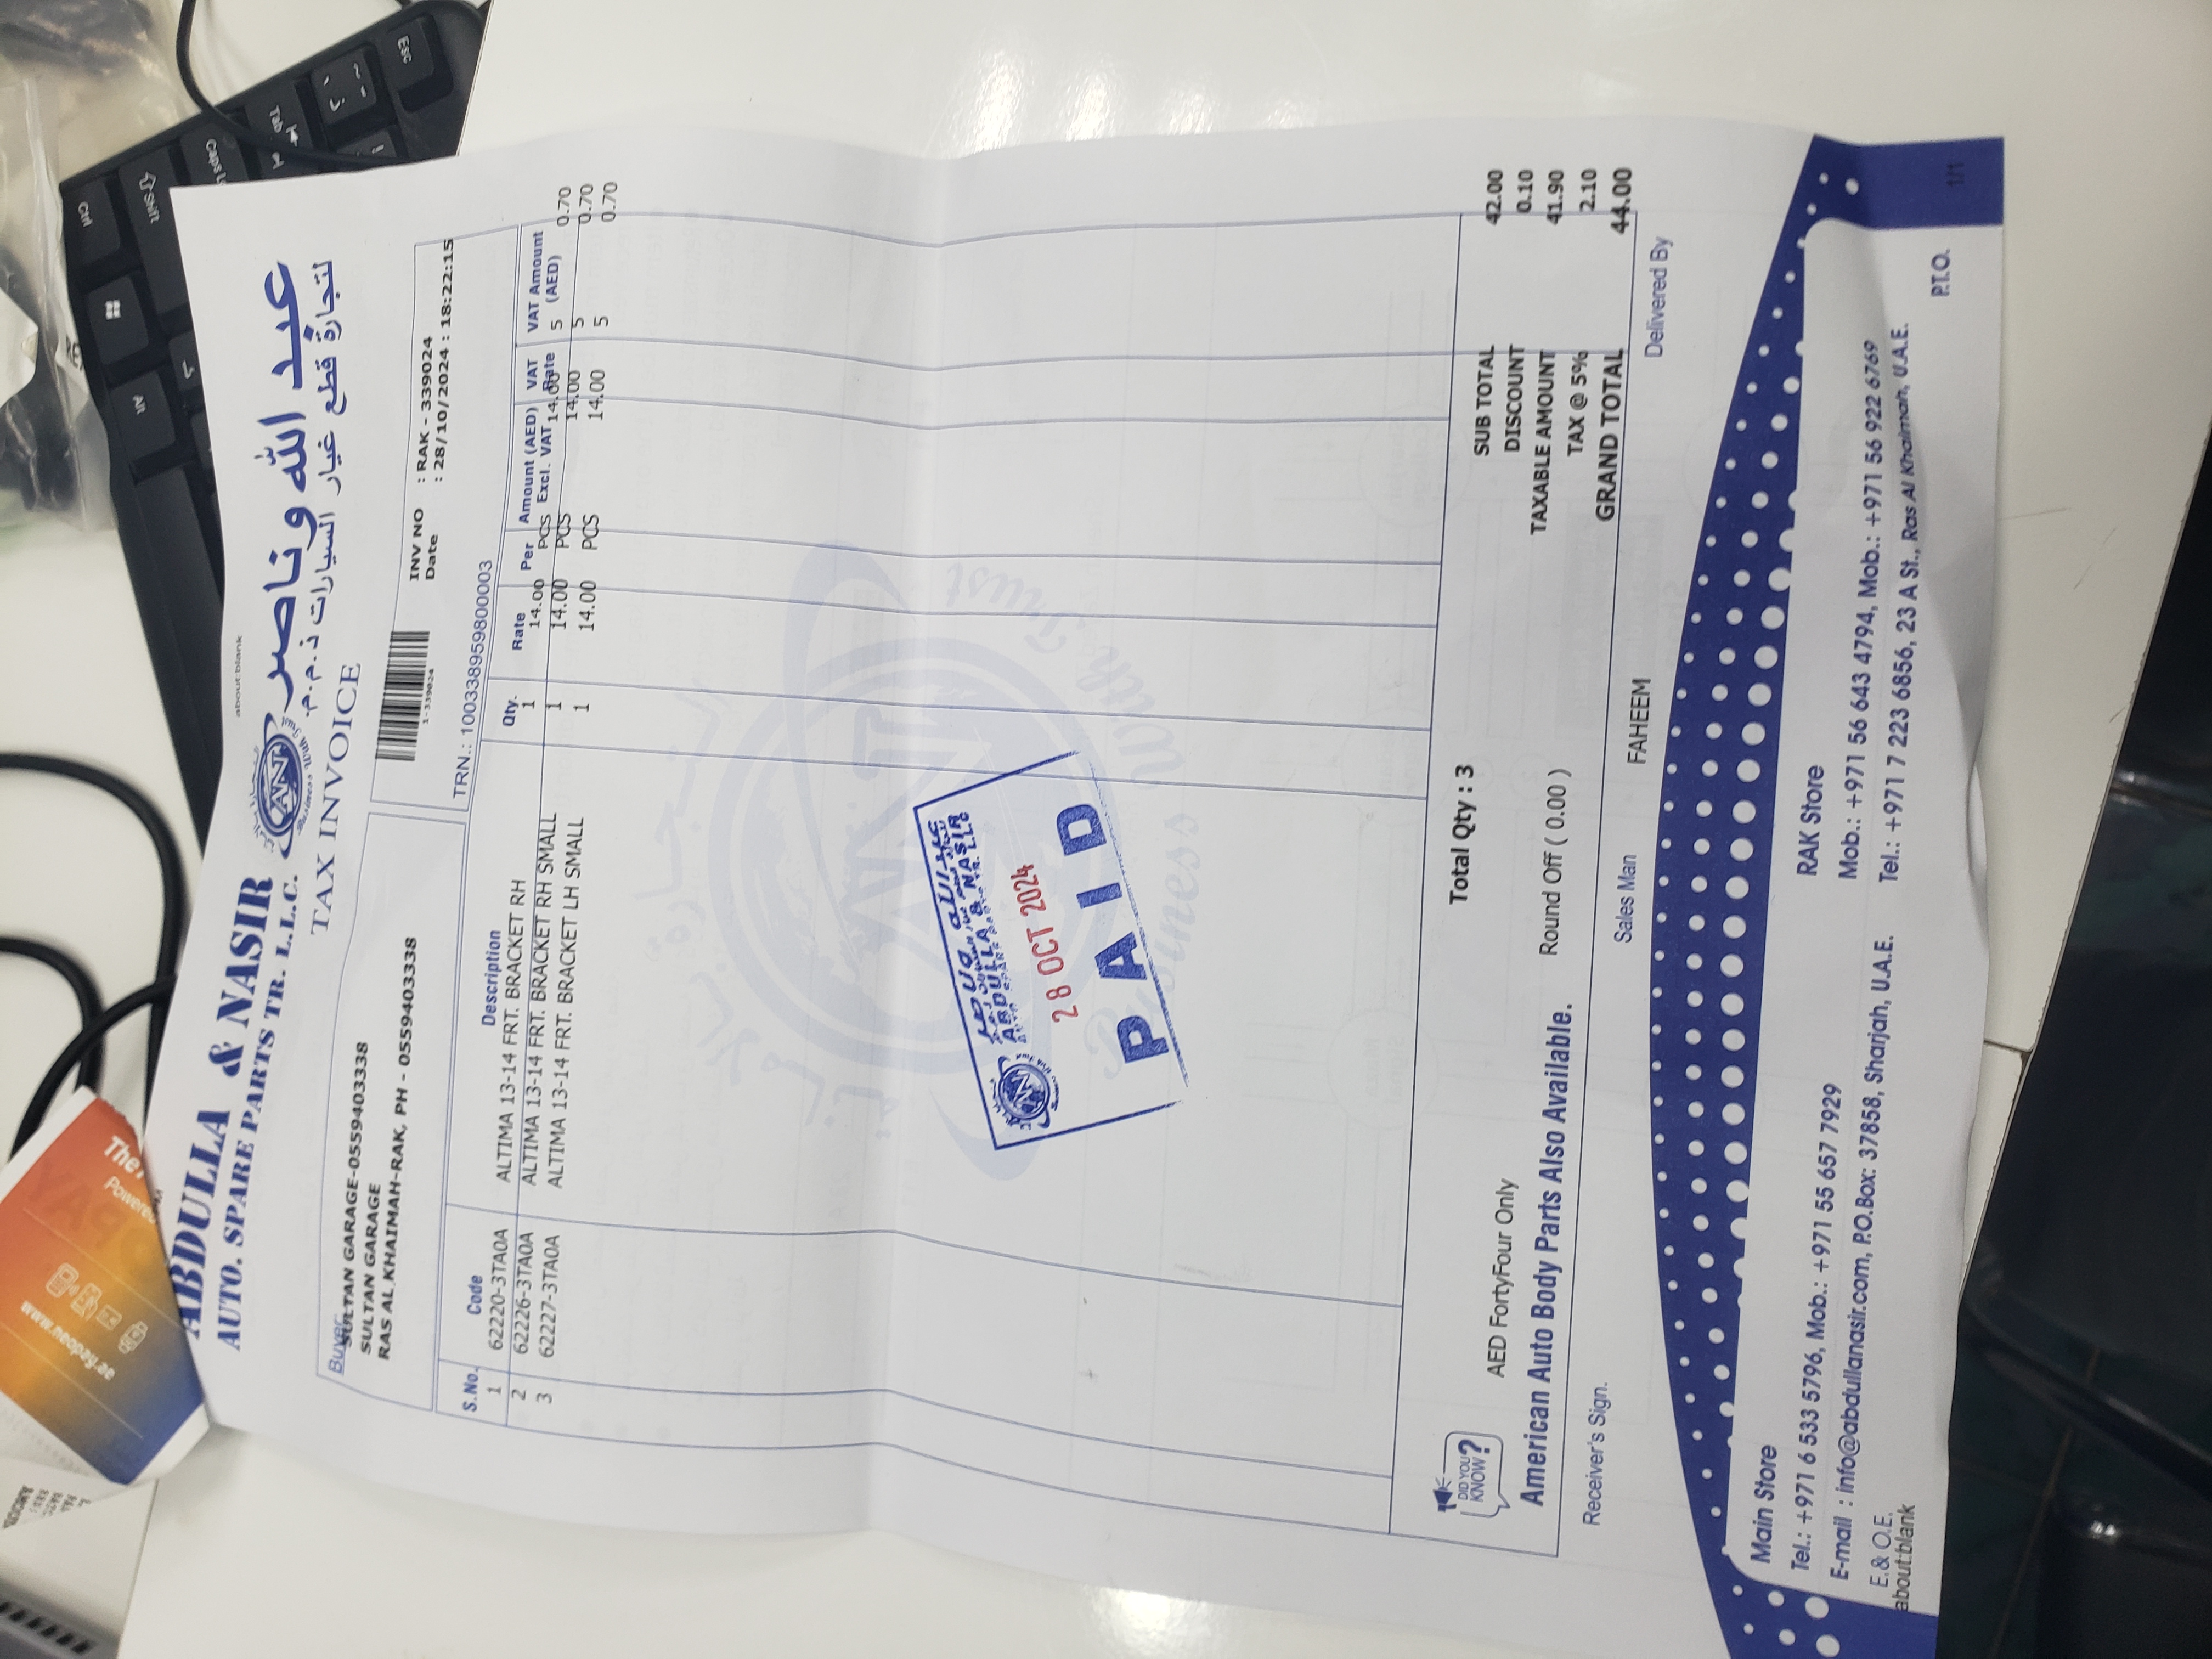 about:blank
ABDULLA & NASIR
AUTO. SPARE PARTS TR. L.L.C.
عبد الله وناصر
لتجارة قطع غيار السيارات ذ.م.م.
TAX INVOICE
Buyer
SULTAN GARAGE-0559403338
SULTAN GARAGE
RAS AL KHAIMAH-RAK, PH - 0559403338
1-339024
INV NO : RAK - 339024
Date : 28/10/2024 : 18:22:15
TRN.: 100338959800003
S.No. Code Description Qty. Rate Per Amount (AED) Excl. VAT VAT Rate VAT Amount (AED)
1 62220-3TA0A ALTIMA 13-14 FRT. BRACKET RH 1 14.00 PCS 14.00 5 0.70
2 62226-3TA0A ALTIMA 13-14 FRT. BRACKET RH SMALL 1 14.00 PCS 14.00 5 0.70
3 62227-3TA0A ALTIMA 13-14 FRT. BRACKET LH SMALL 1 14.00 PCS 14.00 5 0.70
Business With Trust
ABDULLA & NASIR
28 OCT 2024
PAID
Total Qty : 3
SUB TOTAL 42.00
DISCOUNT 0.10
TAXABLE AMOUNT 41.90
TAX @ 5% 2.10
GRAND TOTAL 44.00
DID YOU KNOW?
AED FortyFour Only
American Auto Body Parts Also Available.
Round Off ( 0.00 )
Receiver's Sign. Sales Man FAHEEM Delivered By
Main Store
Tel.: +971 6 533 5796, Mob.: +971 55 657 7929
E-mail : info@abdullanasir.com, P.O.Box: 37858, Sharjah, U.A.E.
RAK Store
Mob.: +971 56 643 4794, Mob.: +971 56 922 6769
Tel.: +971 7 223 6856, 23 A St., Ras Al Khaimah, U.A.E.
E. & O.E.
P.T.O.
about:blank
1/1
The
Powered
www.neopay.ae
Esc
Tab
Caps L
Shift
Ctrl
Alt